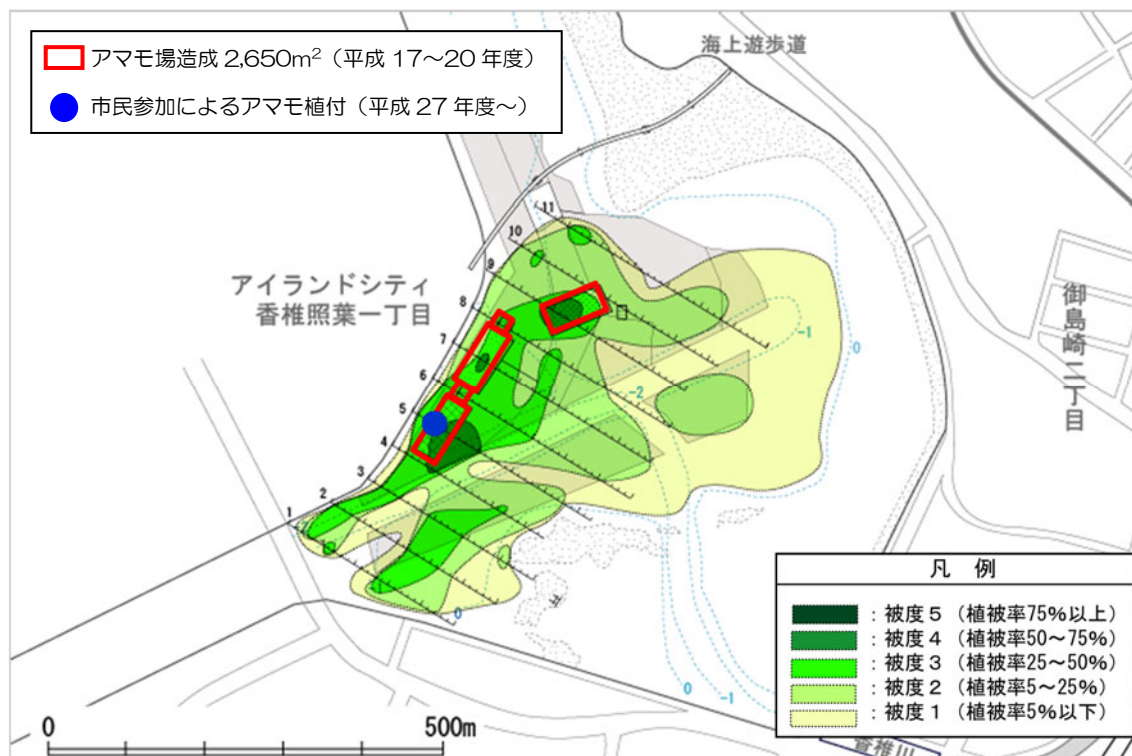 アマモ場造成 2,650m²（平成 17～20 年度）
市民参加によるアマモ植付（平成 27 年度～）
海上遊歩道
アイランドシティ
香椎照葉一丁目
御島崎二丁目
11
10
9
8
7
6
5
4
3
2
1
-1
0
-2
0
0
-1
凡 例
：被度５（植被率75％以上）
：被度４（植被率50～75％）
：被度３（植被率25～50％）
：被度２（植被率5～25％）
：被度１（植被率5％以下）
0 500m
香椎川